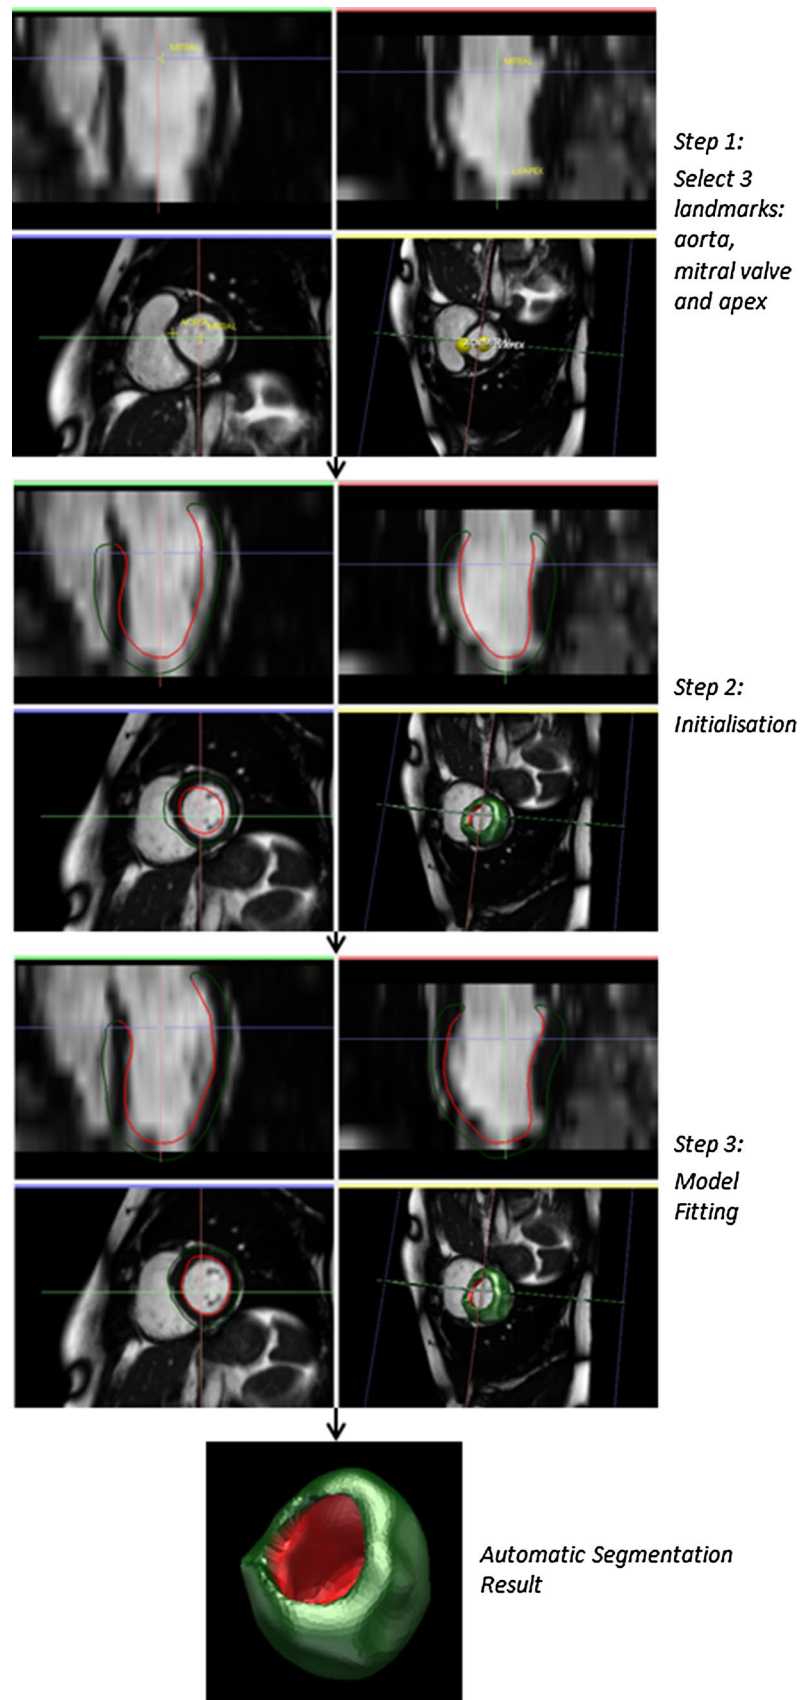 MITRAL
MITRAL
LVAPEX
Step 1:
Select 3
landmarks:
aorta,
mitral valve
and apex
MITRAL
Step 2:
Initialisation
Step 3:
Model
Fitting
Automatic Segmentation
Result